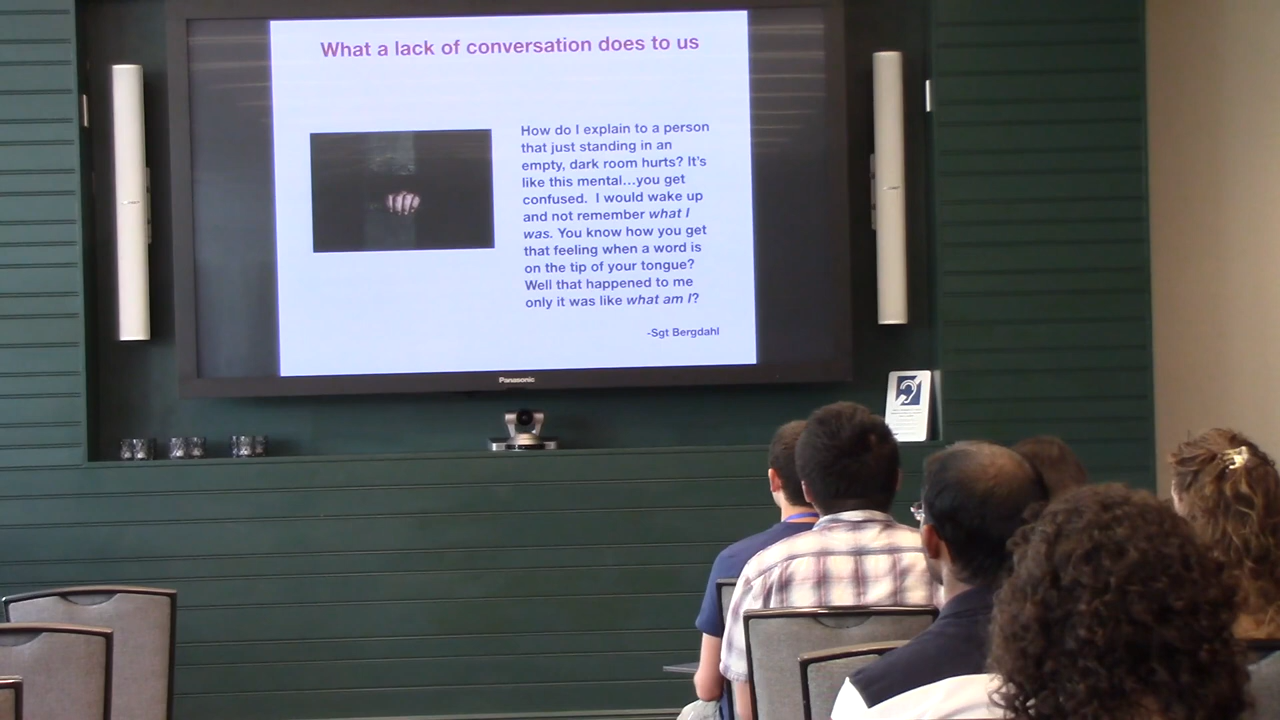 What a lack of conversation does to us
How do I explain to a person
that just standing in an
empty, dark room hurts? It's
like this mental...you get
confused.  I would wake up
and not remember what I
was. You know how you get
that feeling when a word is
on the tip of your tongue?
Well that happened to me
only it was like what am I?
-Sgt Bergdahl
Panasonic